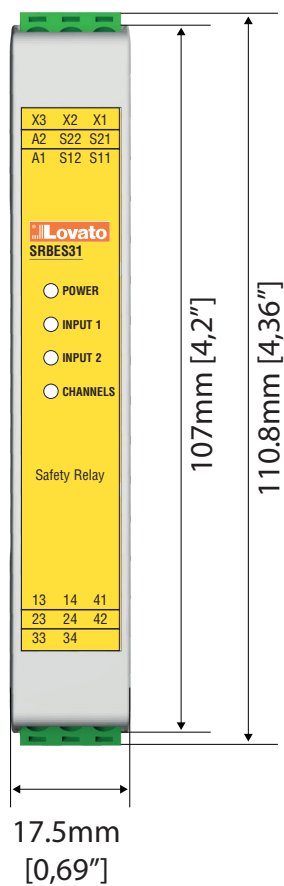 X3 X2 X1
A2 S22 S21
A1 S12 S11
Lovato
SRBES31
POWER
INPUT 1
INPUT 2
CHANNELS
Safety Relay
13 14 41
23 24 42
33 34
107mm [4,2”]
110.8mm [4,36”]
17.5mm
[0,69”]